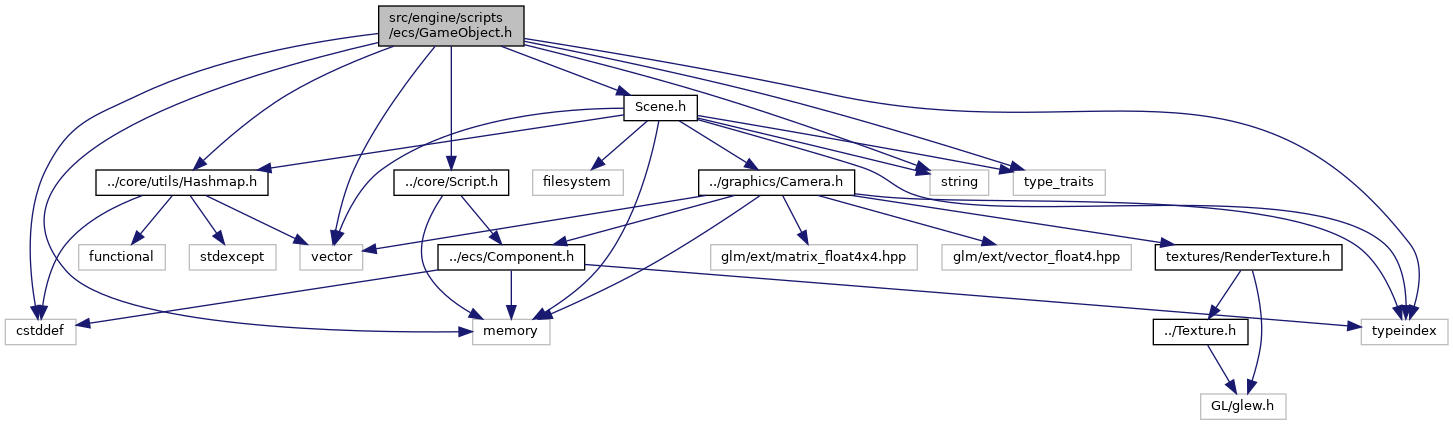 src/engine/scripts
/ecs/GameObject.h
Scene.h
../core/utils/Hashmap.h
../core/Script.h
filesystem
../graphics/Camera.h
string
type_traits
functional
stdexcept
vector
../ecs/Component.h
glm/ext/matrix_float4x4.hpp
glm/ext/vector_float4.hpp
textures/RenderTexture.h
cstddef
memory
../Texture.h
typeindex
GL/glew.h